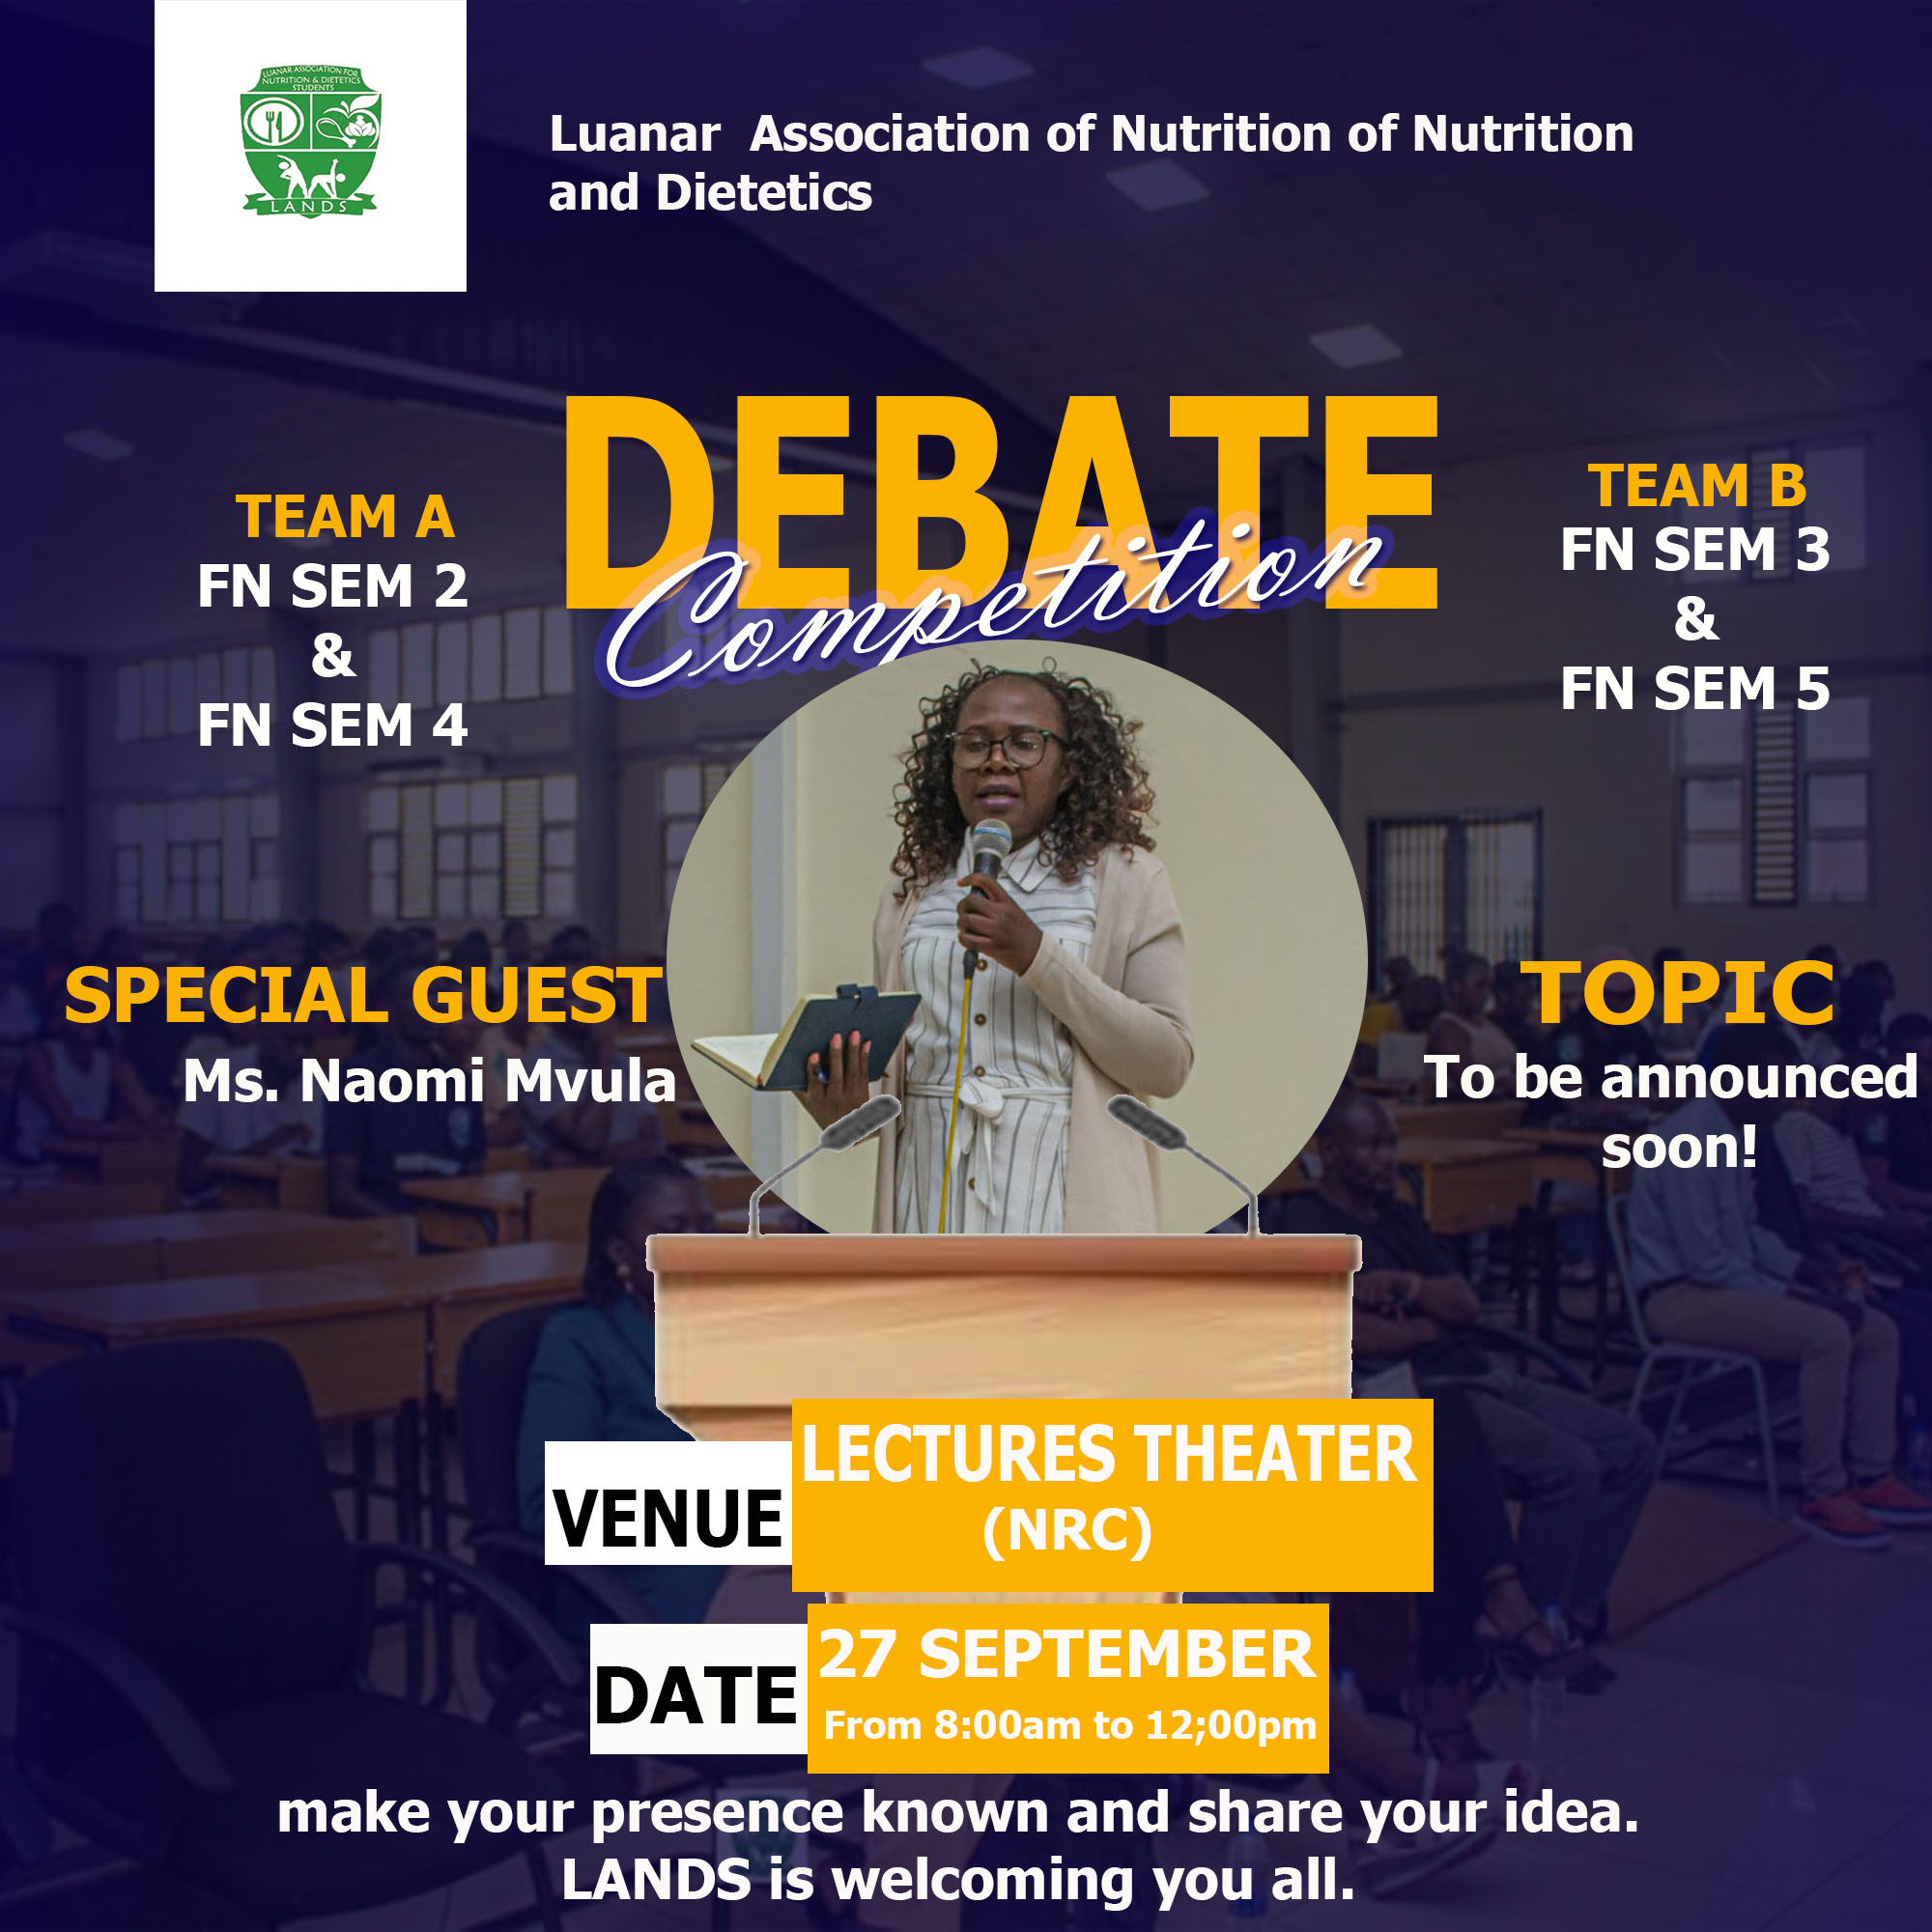 LUANAR ASSOCIATION FOR
NUTRITION & DIETETICS
STUDENTS
LANDS
Luanar Association of Nutrition of Nutrition
and Dietetics
DEBATE
Competition
TEAM A
FN SEM 2
&
FN SEM 4
TEAM B
FN SEM 3
&
FN SEM 5
SPECIAL GUEST
Ms. Naomi Mvula
TOPIC
To be announced
soon!
VENUE
LECTURES THEATER
(NRC)
DATE
27 SEPTEMBER
From 8:00am to 12;00pm
make your presence known and share your idea.
LANDS is welcoming you all.